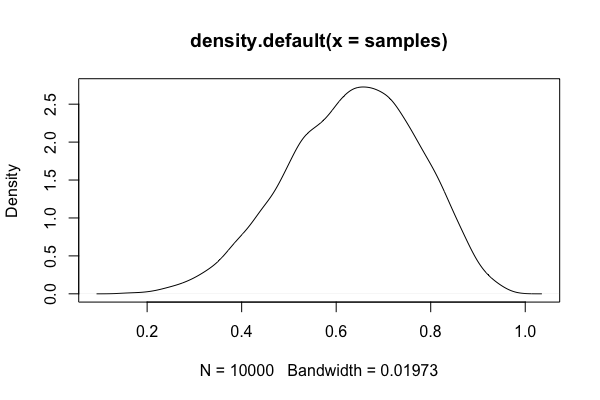 density.default(x = samples)
Density
0.0 0.5 1.0 1.5 2.0 2.5
0.2 0.4 0.6 0.8 1.0
N = 10000 Bandwidth = 0.01973